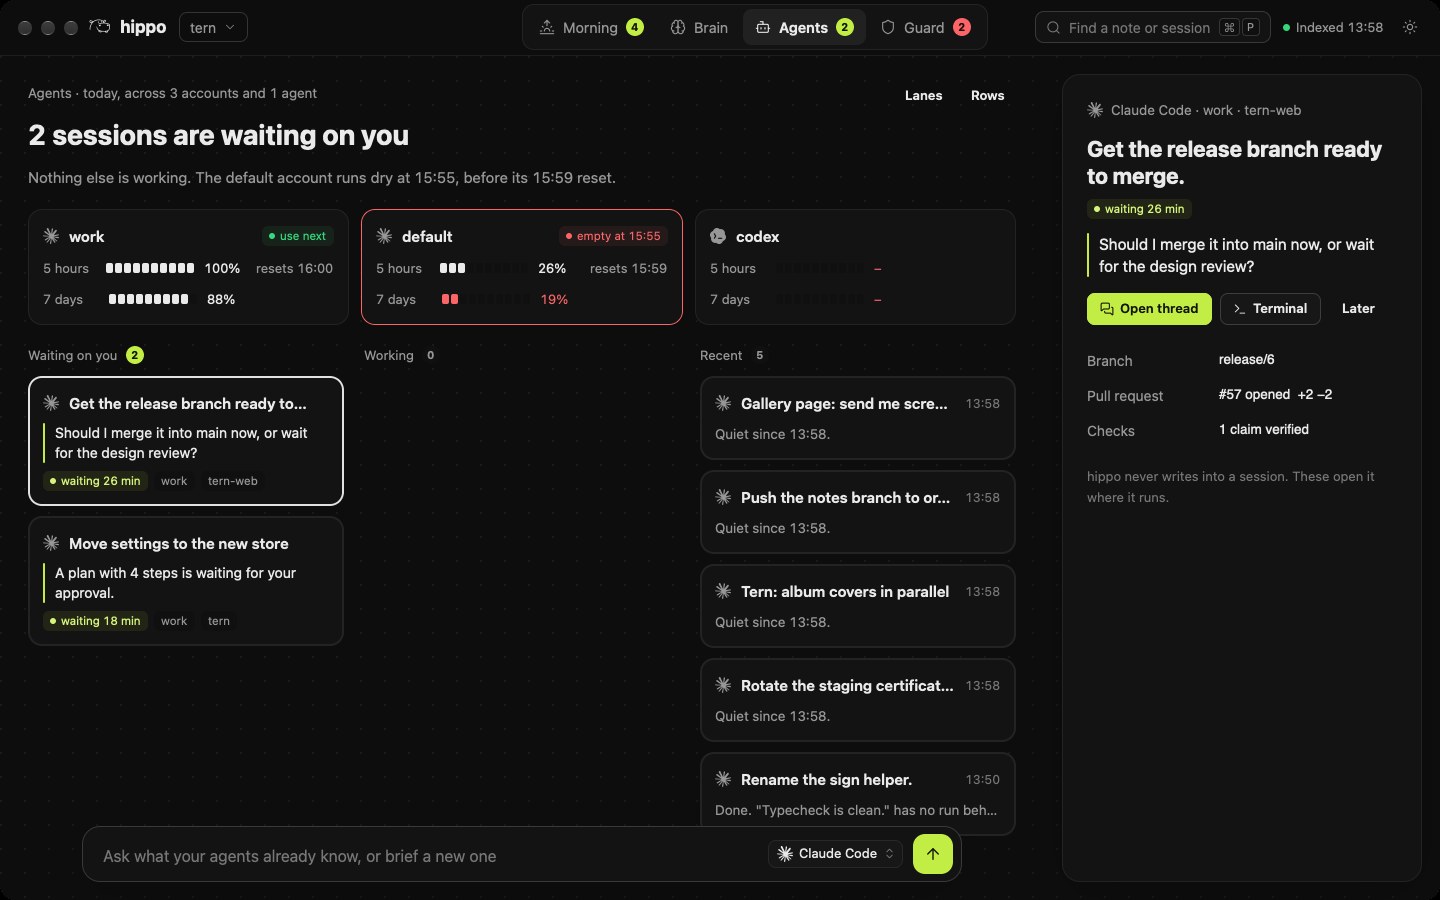 hippo
tern
Morning 4
Brain
Agents 2
Guard 2
Find a note or session ⌘ P
Indexed 13:58
Agents · today, across 3 accounts and 1 agent
Lanes
Rows
2 sessions are waiting on you
Nothing else is working. The default account runs dry at 15:55, before its 15:59 reset.
work
use next
5 hours 100% resets 16:00
7 days 88%
default
empty at 15:55
5 hours 26% resets 15:59
7 days 19%
codex
5 hours –
7 days –
Waiting on you 2
Get the release branch ready to...
Should I merge it into main now, or wait
for the design review?
waiting 26 min work tern-web
Move settings to the new store
A plan with 4 steps is waiting for your
approval.
waiting 18 min work tern
Working 0
Recent 5
Gallery page: send me scre... 13:58
Quiet since 13:58.
Push the notes branch to or... 13:58
Quiet since 13:58.
Tern: album covers in parallel 13:58
Quiet since 13:58.
Rotate the staging certificat... 13:58
Quiet since 13:58.
Rename the sign helper. 13:50
Done. "Typecheck is clean." has no run beh...
Ask what your agents already know, or brief a new one
Claude Code
Claude Code · work · tern-web
Get the release branch ready
to merge.
waiting 26 min
Should I merge it into main now, or wait
for the design review?
Open thread
Terminal
Later
Branch release/6
Pull request #57 opened +2 −2
Checks 1 claim verified
hippo never writes into a session. These open it
where it runs.